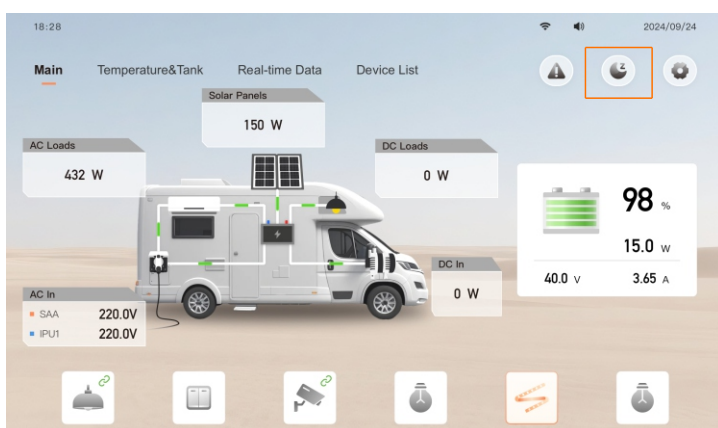 18:28
2024/09/24
Main Temperature&Tank Real-time Data Device List
z
Solar Panels
150 W
AC Loads
432 W
DC Loads
0 W
98 %
15.0 W
40.0 V 3.65 A
DC In
0 W
AC In
SAA 220.0V
IPU1 220.0V